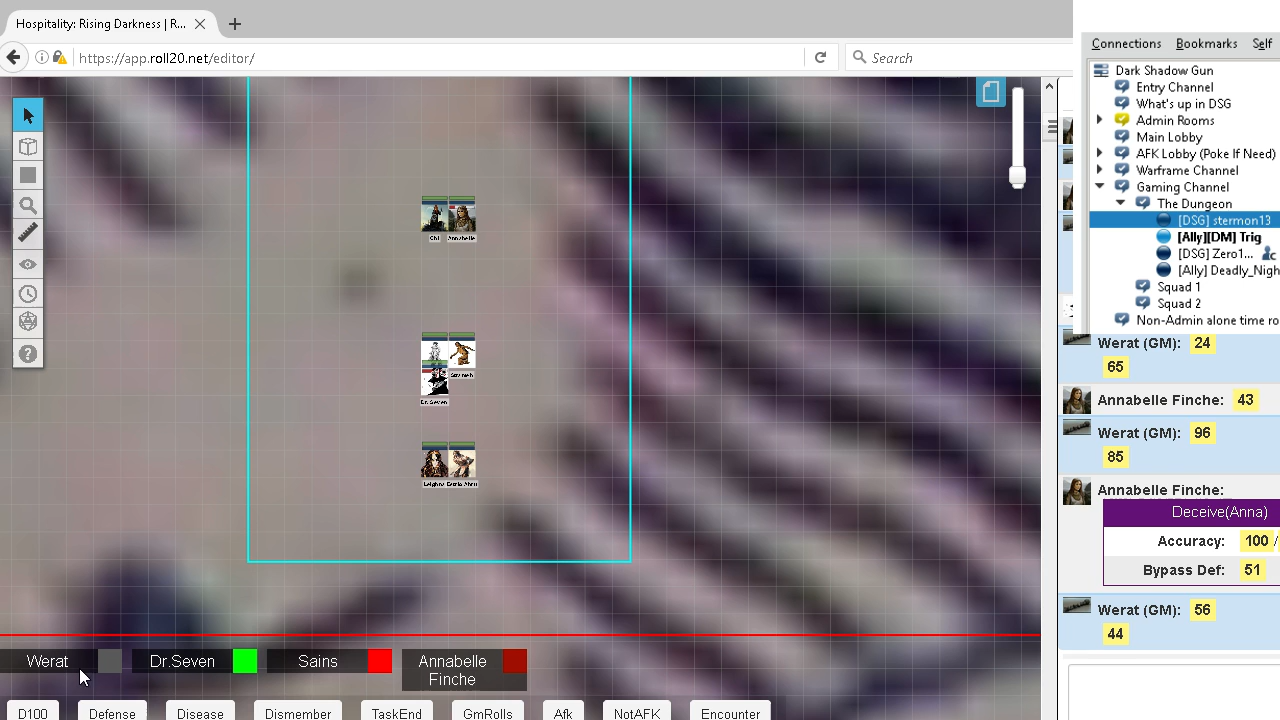 Hospitality: Rising Darkness | R...
https://app.roll20.net/editor/
Search
Connections Bookmarks Self
Dark Shadow Gun
Entry Channel
What's up in DSG
Admin Rooms
Main Lobby
AFK Lobby (Poke If Need)
Warframe Channel
Gaming Channel
The Dungeon
[DSG] stermon13
[Ally][DM] Trig
[DSG] Zero1...
[Ally] Deadly_Nigh
Squad 1
Squad 2
Non-Admin alone time ro
Annabelle
Dr Seven
Werat (GM): 24
65
Annabelle Finche: 43
Werat (GM): 96
85
Annabelle Finche:
Deceive(Anna)
Accuracy: 100 /
Bypass Def: 51
Werat (GM): 56
44
Werat
Dr Seven
Sains
Annabelle
Finche
D100 Defense Disease Dismember TaskEnd GmRolls Afk NotAFK Encounter